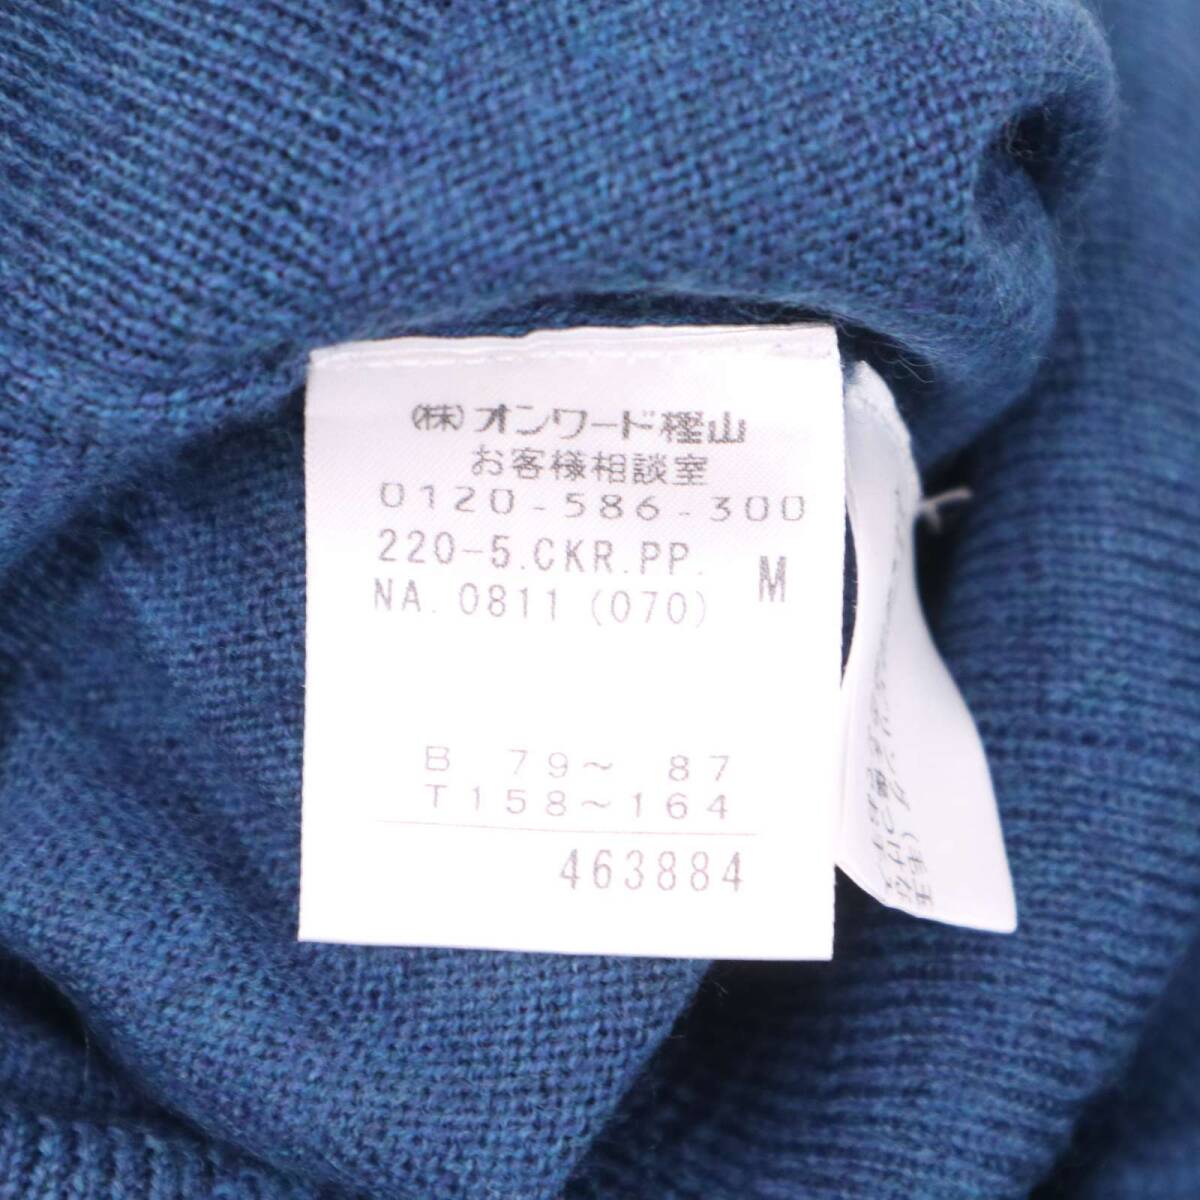 (株)オンワード樫山
お客様相談室
0120-586-300
220-5.CKR.PP.
NA.0811(070)
M
B 79～ 87
T158～164
463884